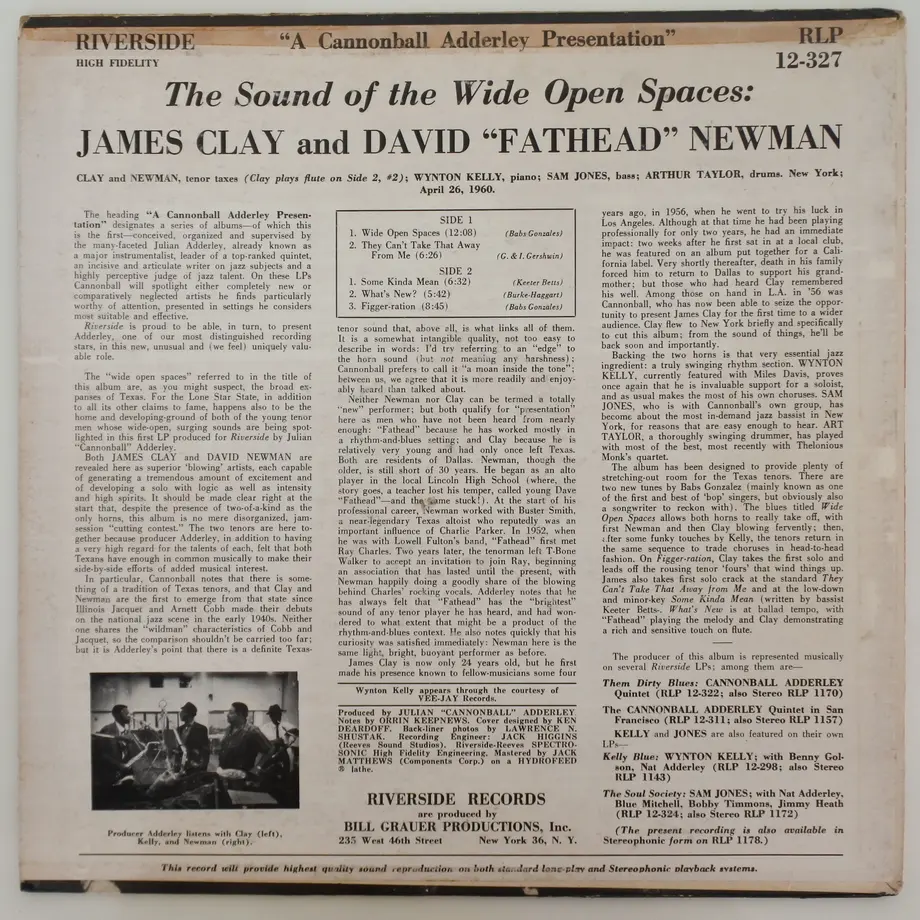 RIVERSIDE "A Cannonball Adderley Presentation" RLP
HIGH FIDELITY 12-327
The Sound of the Wide Open Spaces:
JAMES CLAY and DAVID "FATHEAD" NEWMAN
CLAY and NEWMAN, tenor taxes (Clay plays flute on Side 2, #2); WYNTON KELLY, piano; SAM JONES, bass; ARTHUR TAYLOR, drums. New York;
April 26, 1960.
The heading "A Cannonball Adderley Presen-
tation" designates a series of albums—of which this
is the first—conceived, organized and supervised by
the many-faceted Julian Adderley, already known as
a major instrumentalist, leader of a top-ranked quintet,
an incisive and articulate writer on jazz subjects and a
highly perceptive judge of jazz talent. On these LPs
Cannonball will spotlight either completely new or
comparatively neglected artists he finds particularly
worthy of attention, presented in settings he considers
most suitable and effective.
Riverside is proud to be able, in turn, to present
Adderley, one of our most distinguished recording
stars, in this new, unusual and (we feel) uniquely valu-
able role.
The "wide open spaces" referred to in the title of
this album are, as you might suspect, the broad ex-
panses of Texas. For the Lone Star State, in addition
to all its other claims to fame, happens also to be the
home and developing-ground of both of the young tenor
men whose wide-open, surging sounds are being spot-
lighted in this first LP produced for Riverside by Julian
"Cannonball" Adderley.
Both JAMES CLAY and DAVID NEWMAN are
revealed here as superior 'blowing' artists, each capable
of generating a tremendous amount of excitement and
of developing a solo with logic as well as intensity
and high spirits. It should be made clear right at the
start that, despite the presence of two-of-a-kind as the
only horns, this album is no mere disorganized, jam-
session "cutting contest." The two tenors are here to-
gether because producer Adderley, in addition to having
a very high regard for the talents of each, felt that both
Texans have enough in common musically to make their
side-by-side efforts of added musical interest.
In particular, Cannonball notes that there is some-
thing of a tradition of Texas tenors, and that Clay and
Newman are the first to emerge from that state since
Illinois Jacquet and Arnett Cobb made their debuts
on the national jazz scene in the early 1940s. Neither
one shares the "wildman" characteristics of Cobb and
Jacquet, so the comparison shouldn't be carried too far;
but it is Adderley's point that there is a definite Texas-
Producer Adderley listens with Clay (left),
Kelly, and Newman (right).
SIDE 1
1. Wide Open Spaces (12:08) (Babs Gonzales)
2. They Can't Take That Away
From Me (6:26) (G. & I. Gershwin)
SIDE 2
1. Some Kinda Mean (6:32) (Keeter Betts)
2. What's New? (5:42) (Burke-Haggart)
3. Figger-ration (8:45) (Babs Gonzales)
tenor sound that, above all, is what links all of them.
It is a somewhat intangible quality, not too easy to
describe in words: I'd try referring to an "edge" to
the horn sound (but not meaning any harshness);
Cannonball prefers to call it "a moan inside the tone";
between us, we agree that it is more readily and enjoy-
ably heard than talked about.
Neither Newman nor Clay can be termed a totally
"new" performer; but both qualify for "presentation"
here as men who have not been heard from nearly
enough: "Fathead" because he has worked mostly in
a rhythm-and-blues setting; and Clay because he is
relatively very young and had only once left Texas.
Both are residents of Dallas. Newman, though the
older, is still short of 30 years. He began as an alto
player in the local Lincoln High School (where, the
story goes, a teacher lost his temper, called young Dave
"Fathead"—and the name stuck!). At the start of his
professional career, Newman worked with Buster Smith,
a near-legendary Texas altoist who reputedly was an
important influence of Charlie Parker. In 1952, when
he was with Lowell Fulton's band, "Fathead" first met
Ray Charles. Two years later, the tenorman left T-Bone
Walker to accept an invitation to join Ray, beginning
an association that has lasted until the present, with
Newman happily doing a goodly share of the blowing
behind Charles' rocking vocals. Adderley notes that he
has always felt that "Fathead" has the "brightest"
sound of any tenor player he has heard, and had won-
dered to what extent that might be a product of the
rhythm-and-blues context. He also notes quickly that his
curiosity was satisfied immediately: Newman here is the
same light, bright, buoyant performer as before.
James Clay is now only 24 years old, but he first
made his presence known to fellow-musicians some four
Wynton Kelly appears through the courtesy of
VEE-JAY Records.
Produced by JULIAN "CANNONBALL" ADDERLEY
Notes by ORRIN KEEPNEWS. Cover designed by KEN
DEARDOFF. Back-liner photos by LAWRENCE N.
SHUSTAK. Recording Engineer: JACK HIGGINS
(Reeves Sound Studios). Riverside-Reeves SPECTRO-
SONIC High Fidelity Engineering. Mastered by JACK
MATTHEWS (Components Corp.) on a HYDROFEED
® lathe.
RIVERSIDE RECORDS
are produced by
BILL GRAUER PRODUCTIONS, Inc.
235 West 46th Street New York 36, N. Y.
years ago, in 1956, when he went to try his luck in
Los Angeles. Although at that time he had been playing
professionally for only two years, he had an immediate
impact: two weeks after he first sat in at a local club,
he was featured on an album put together for a Cali-
fornia label. Very shortly thereafter, death in his family
forced him to return to Dallas to support his grand-
mother; but those who had heard Clay remembered
his well. Among those on hand in L.A. in '56 was
Cannonball, who has now been able to seize the oppor-
tunity to present James Clay for the first time to a wider
audience. Clay flew to New York briefly and specifically
to cut this album; from the sound of things, he'll be
back soon and importantly.
Backing the two horns is that very essential jazz
ingredient: a truly swinging rhythm section. WYNTON
KELLY, currently featured with Miles Davis, proves
once again that he is invaluable support for a soloist,
and as usual makes the most of his own choruses. SAM
JONES, who is with Cannonball's own group, has
become about the most in-demand jazz bassist in New
York, for reasons that are easy enough to hear. ART
TAYLOR, a thoroughly swinging drummer, has played
with most of the best, most recently with Thelonious
Monk's quartet.
The album has been designed to provide plenty of
stretching-out room for the Texas tenors. There are
two new tunes by Babs Gonzalez (mainly known as one
of the first and best of 'bop' singers, but obviously also
a songwriter to reckon with). The blues titled Wide
Open Spaces allows both horns to really take off, with
first Newman and then Clay blowing fervently; then,
after some funky touches by Kelly, the tenors return in
the same sequence to trade choruses in head-to-head
fashion. On Figger-ration, Clay takes the first solo and
leads off the roaring tenor 'fours' that wind things up.
James also takes first solo crack at the standard They
Can't Take That Away from Me and at the low-down
and minor-key Some Kinda Mean (written by bassist
Keeter Betts. What's New is at ballad tempo, with
"Fathead" playing the melody and Clay demonstrating
a rich and sensitive touch on flute.
The producer of this album is represented musically
on several Riverside LPs; among them are—
Them Dirty Blues: CANNONBALL ADDERLEY
Quintet (RLP 12-322; also Stereo RLP 1170)
The CANNONBALL ADDERLEY Quintet in San
Francisco (RLP 12-311; also Stereo RLP 1157)
KELLY and JONES are also featured on their own
LPs—
Kelly Blue: WYNTON KELLY; with Benny Gol-
son, Nat Adderley (RLP 12-298; also Stereo
RLP 1143)
The Soul Society: SAM JONES; with Nat Adderley,
Blue Mitchell, Bobby Timmons, Jimmy Heath
(RLP 12-324; also Stereo RLP 1172)
(The present recording is also available in
Stereophonic form on RLP 1178.)
This record will provide highest quality sound reproduction on both standard long-play and Stereophonic playback systems.